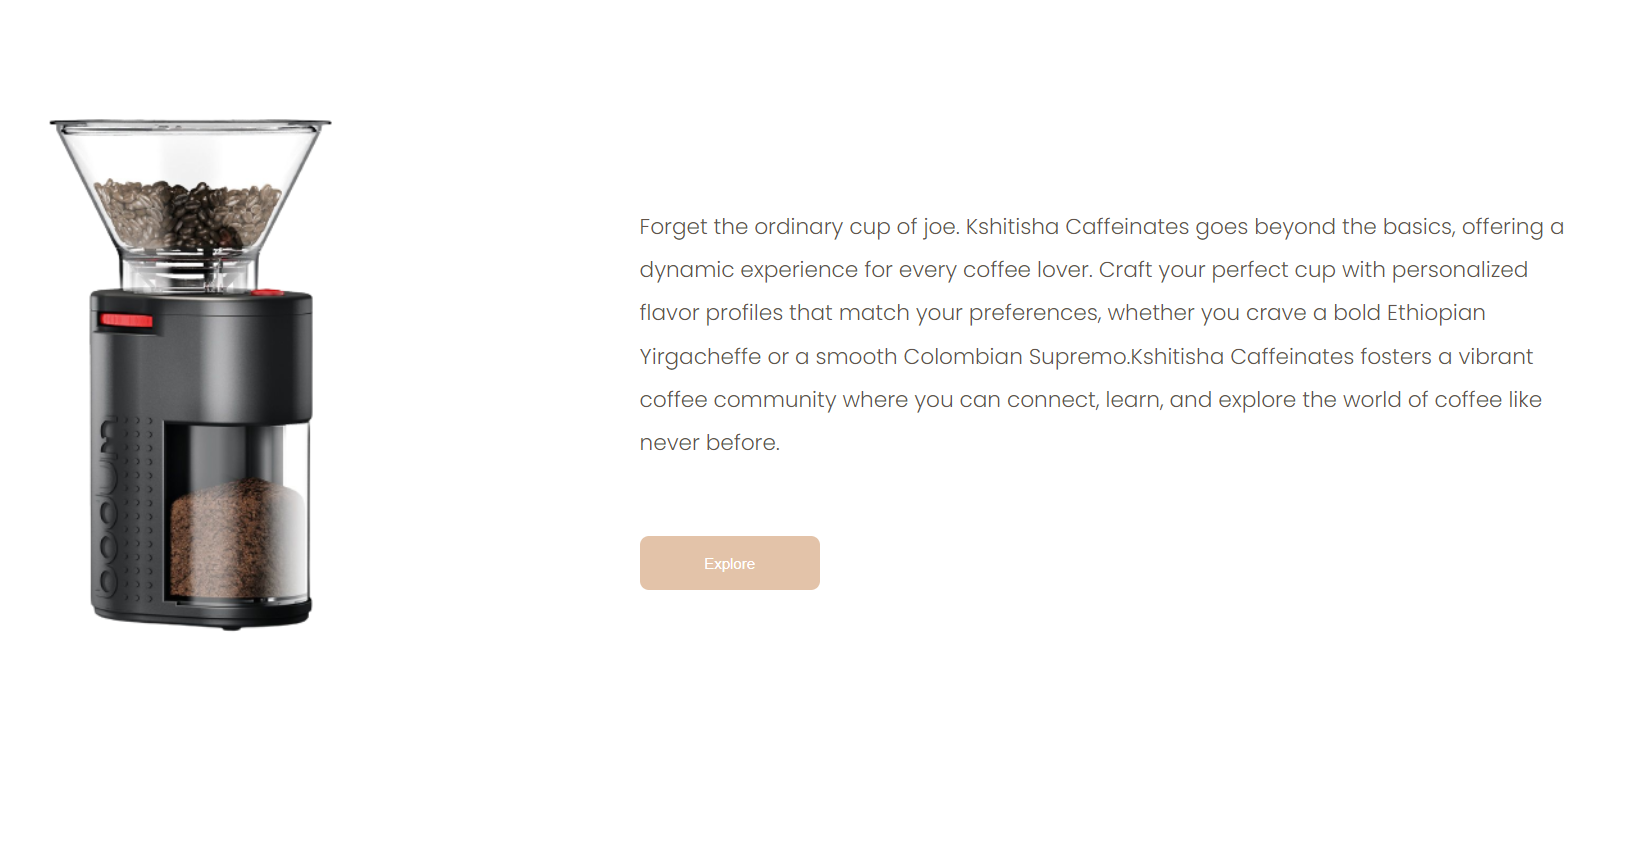 bodum
Forget the ordinary cup of joe. Kshitisha Caffeinates goes beyond the basics, offering a
dynamic experience for every coffee lover. Craft your perfect cup with personalized
flavor profiles that match your preferences, whether you crave a bold Ethiopian
Yirgacheffe or a smooth Colombian Supremo.Kshitisha Caffeinates fosters a vibrant
coffee community where you can connect, learn, and explore the world of coffee like
never before.
Explore